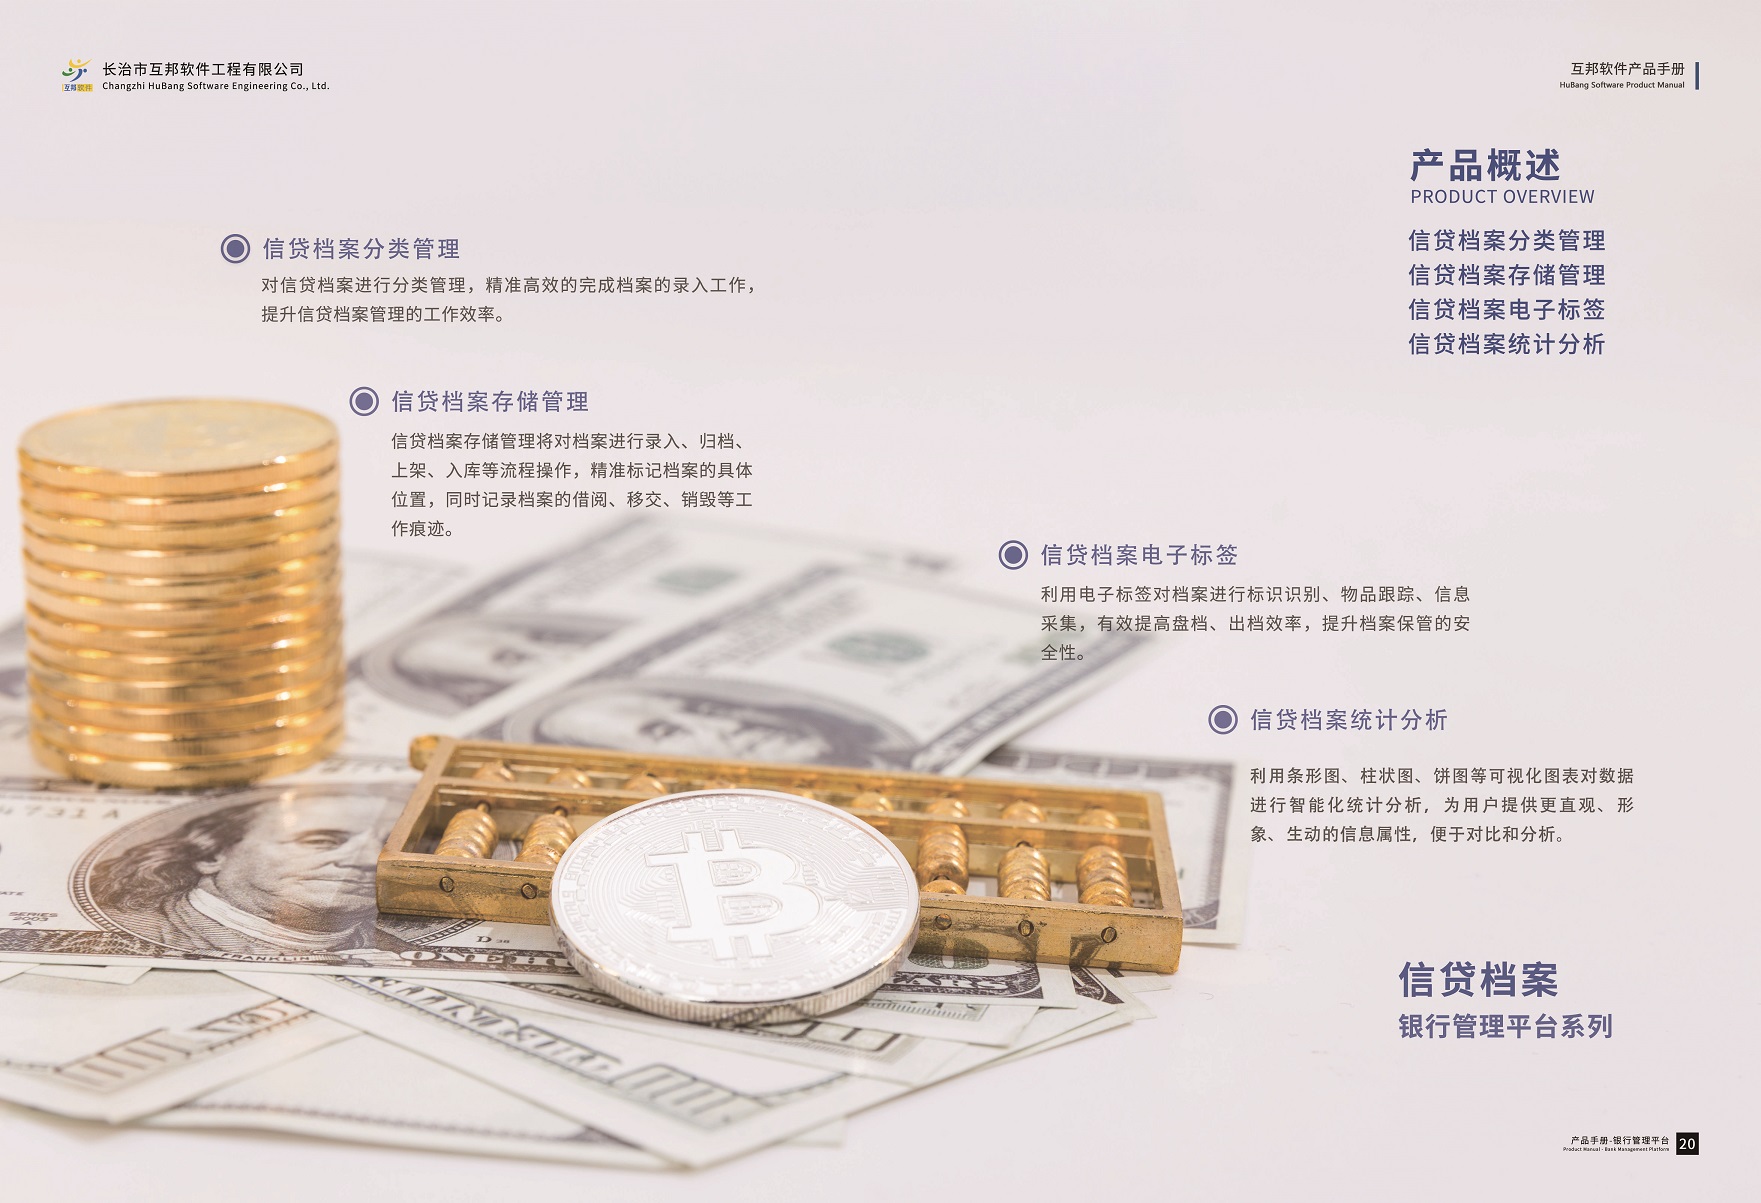 长治市互邦软件工程有限公司
Changzhi HuBang Software Engineering Co., Ltd.
互邦软件
互邦软件产品手册
HuBang Software Product Manual
产品概述
PRODUCT OVERVIEW
信贷档案分类管理
信贷档案存储管理
信贷档案电子标签
信贷档案统计分析
信贷档案分类管理
对信贷档案进行分类管理，精准高效的完成档案的录入工作，
提升信贷档案管理的工作效率。
信贷档案存储管理
信贷档案存储管理将对档案进行录入、归档、
上架、入库等流程操作，精准标记档案的具体
位置，同时记录档案的借阅、移交、销毁等工
作痕迹。
信贷档案电子标签
利用电子标签对档案进行标识识别、物品跟踪、信息
采集，有效提高盘档、出档效率，提升档案保管的安
全性。
信贷档案统计分析
利用条形图、柱状图、饼图等可视化图表对数据
进行智能化统计分析，为用户提供更直观、形
象、生动的信息属性，便于对比和分析。
4731 A
SERIES
2003
A
D 38
FRANKLIN
信贷档案
银行管理平台系列
产品手册-银行管理平台
Product Manual - Bank Management Platform
20